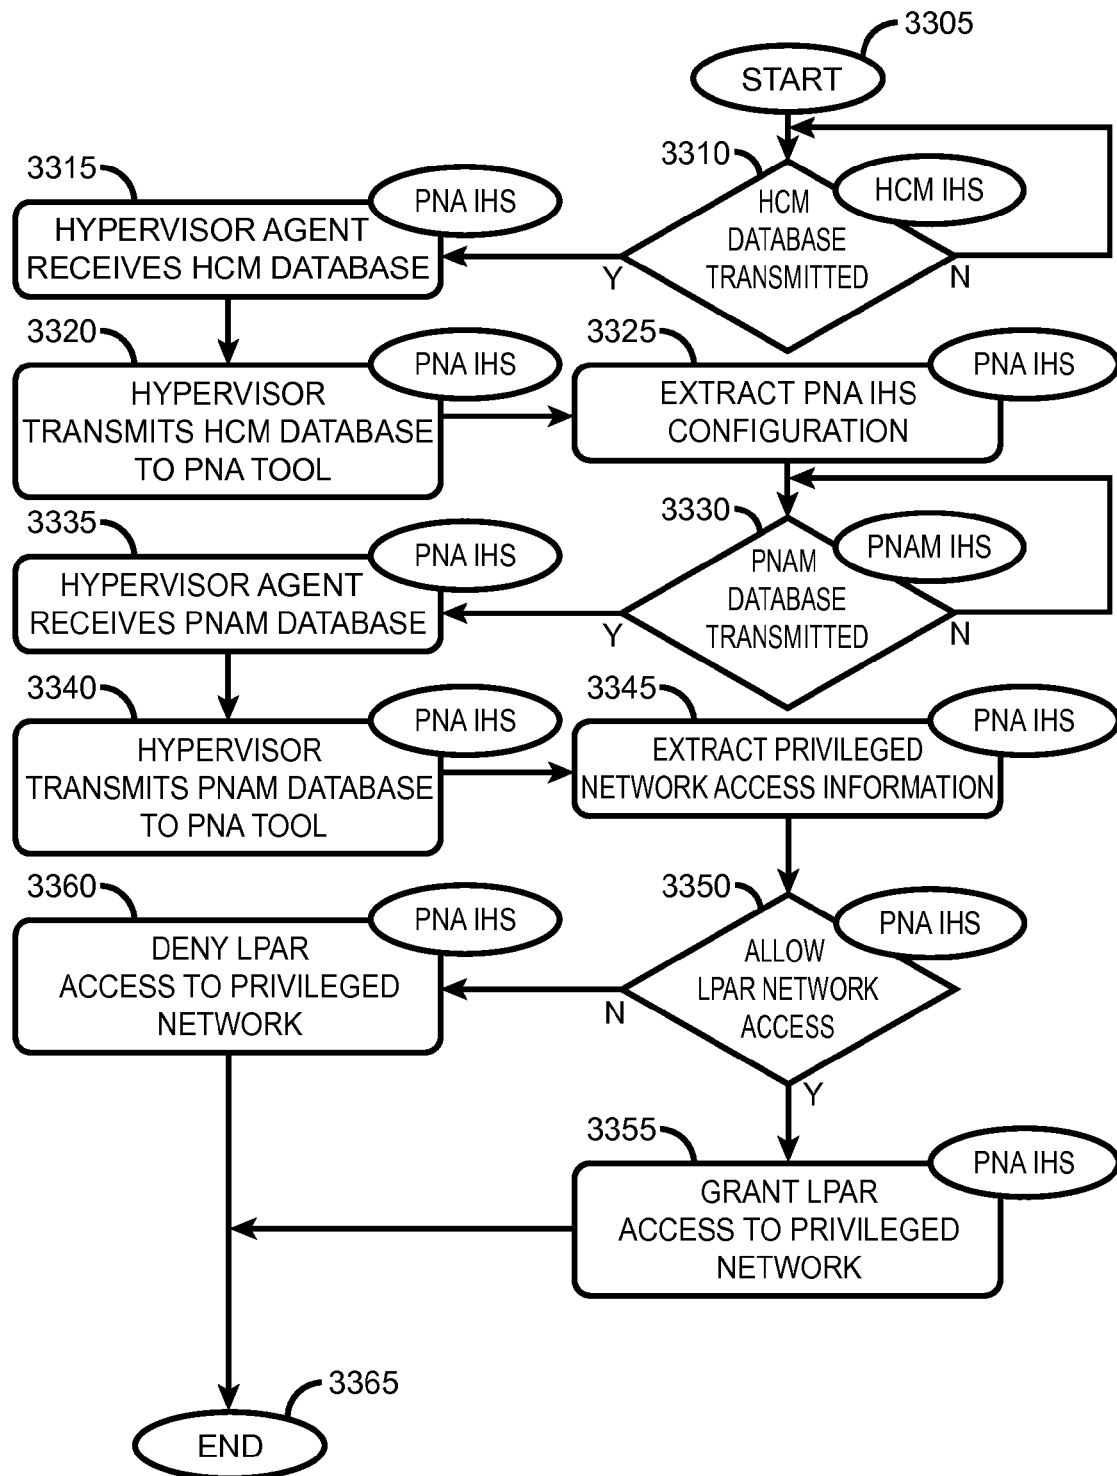 3305
START
3310
HCM IHS
HCM
DATABASE
TRANSMITTED
Y
N
3315
PNA IHS
HYPERVISOR AGENT
RECEIVES HCM DATABASE
3320
PNA IHS
HYPERVISOR
TRANSMITS HCM DATABASE
TO PNA TOOL
3325
PNA IHS
EXTRACT PNA IHS
CONFIGURATION
3330
PNAM IHS
PNAM
DATABASE
TRANSMITTED
Y
N
3335
PNA IHS
HYPERVISOR AGENT
RECEIVES PNAM DATABASE
3340
PNA IHS
HYPERVISOR
TRANSMITS PNAM DATABASE
TO PNA TOOL
3345
PNA IHS
EXTRACT PRIVILEGED
NETWORK ACCESS INFORMATION
3350
PNA IHS
ALLOW
LPAR NETWORK
ACCESS
N
Y
3360
PNA IHS
DENY LPAR
ACCESS TO PRIVILEGED
NETWORK
3355
PNA IHS
GRANT LPAR
ACCESS TO PRIVILEGED
NETWORK
3365
END